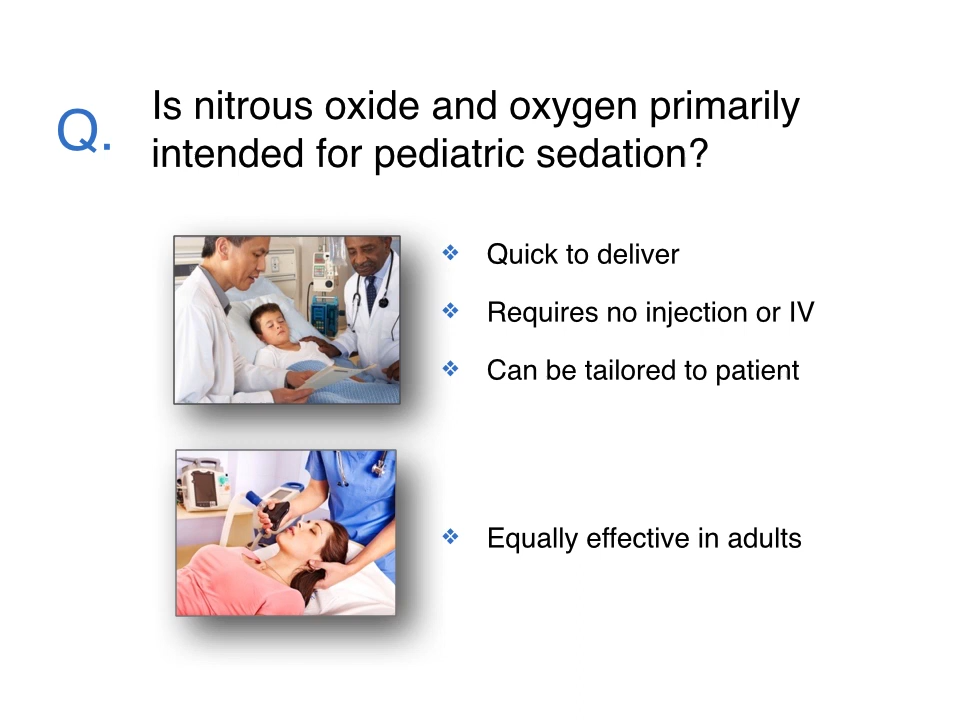 Q.
Is nitrous oxide and oxygen primarily
intended for pediatric sedation?
❖ Quick to deliver
❖ Requires no injection or IV
❖ Can be tailored to patient
❖ Equally effective in adults